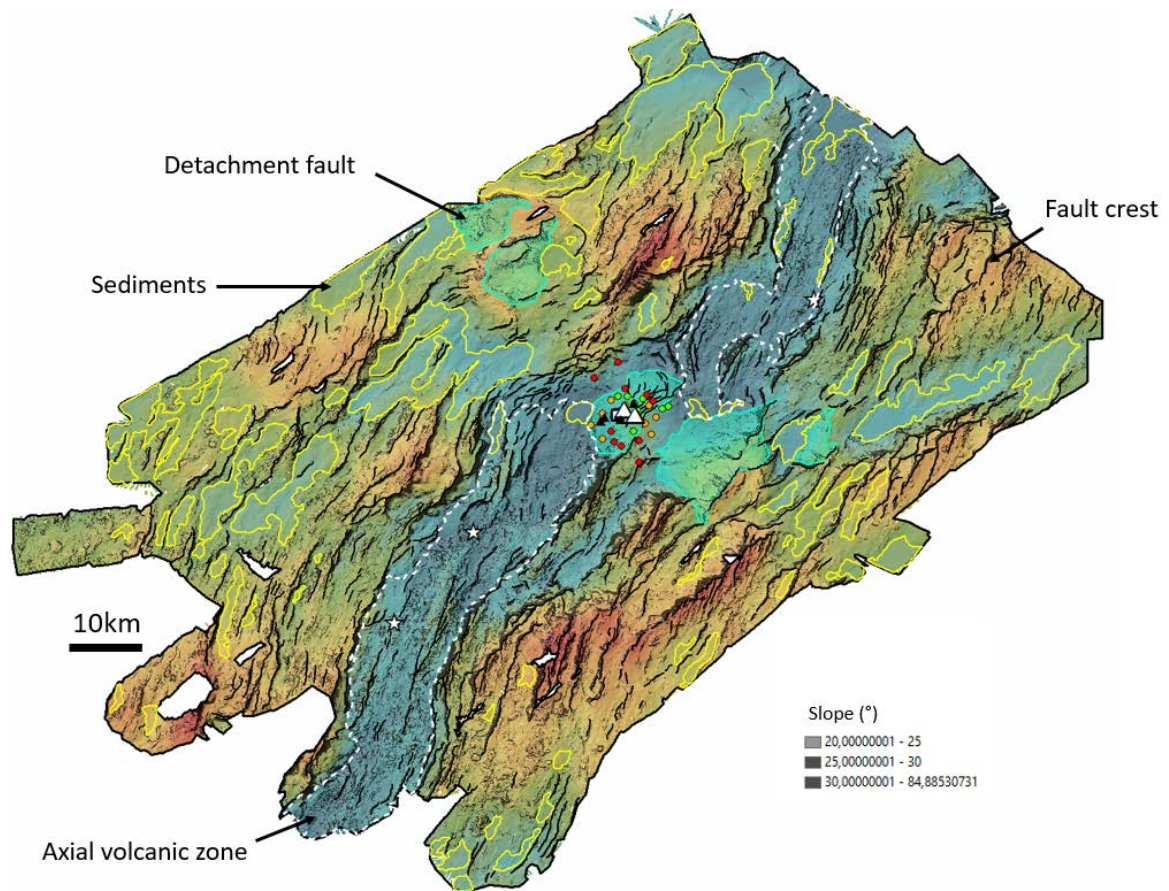 Detachment fault
Fault crest
Sediments
10km
Slope (°)
20,00000001 - 25
25,00000001 - 30
30,00000001 - 84,88530731
Axial volcanic zone